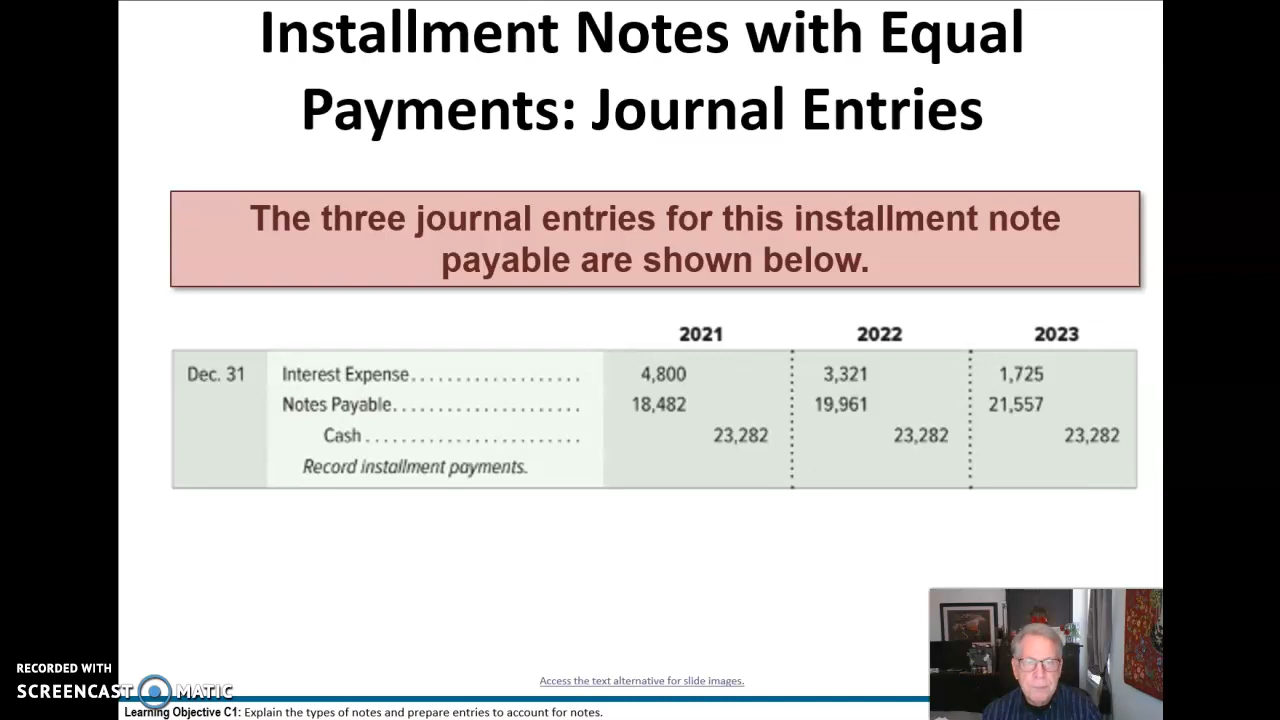 Installment Notes with Equal
Payments: Journal Entries
The three journal entries for this installment note
payable are shown below.
2021 2022 2023
Dec. 31 Interest Expense.................... 4,800 3,321 1,725
Notes Payable...................... 18,482 19,961 21,557
Cash......................... 23,282 23,282 23,282
Record installment payments.
Access the text alternative for slide images.
RECORDED WITH
SCREENCAST MATIC
Learning Objective C1: Explain the types of notes and prepare entries to account for notes.